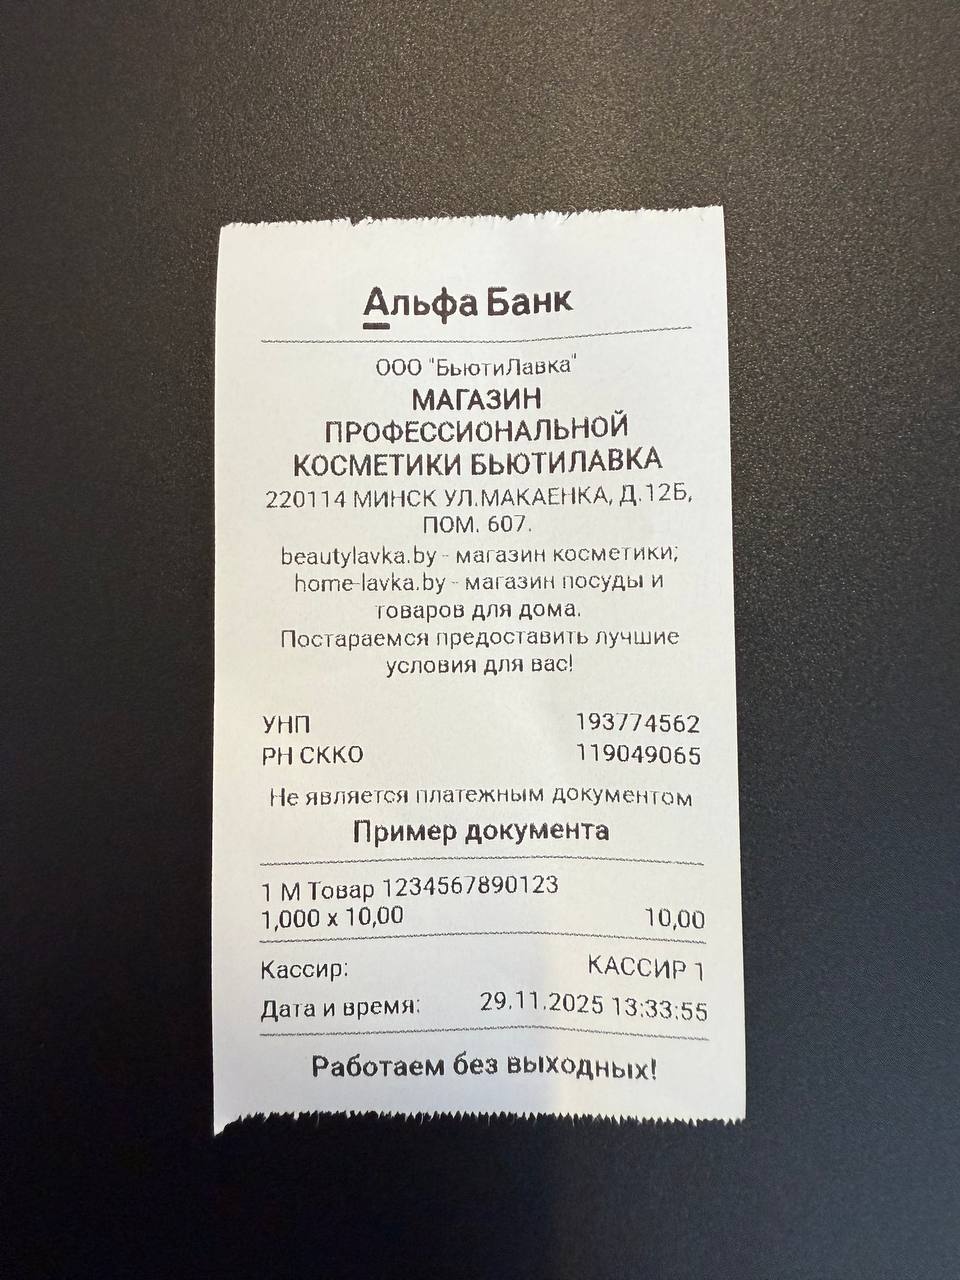 Альфа Банк
ООО "БьютиЛавка"
МАГАЗИН
ПРОФЕССИОНАЛЬНОЙ
КОСМЕТИКИ БЬЮТИЛАВКА
220114 МИНСК УЛ.МАКАЕНКА, Д.12Б,
ПОМ. 607.
beautylavka.by - магазин косметики;
home-lavka.by - магазин посуды и
товаров для дома.
Постараемся предоставить лучшие
условия для вас!
УНП 193774562
РН СККО 119049065
Не является платежным документом
Пример документа
1 М Товар 1234567890123
1,000 x 10,00 10,00
Кассир: КАССИР 1
Дата и время: 29.11.2025 13:33:55
Работаем без выходных!